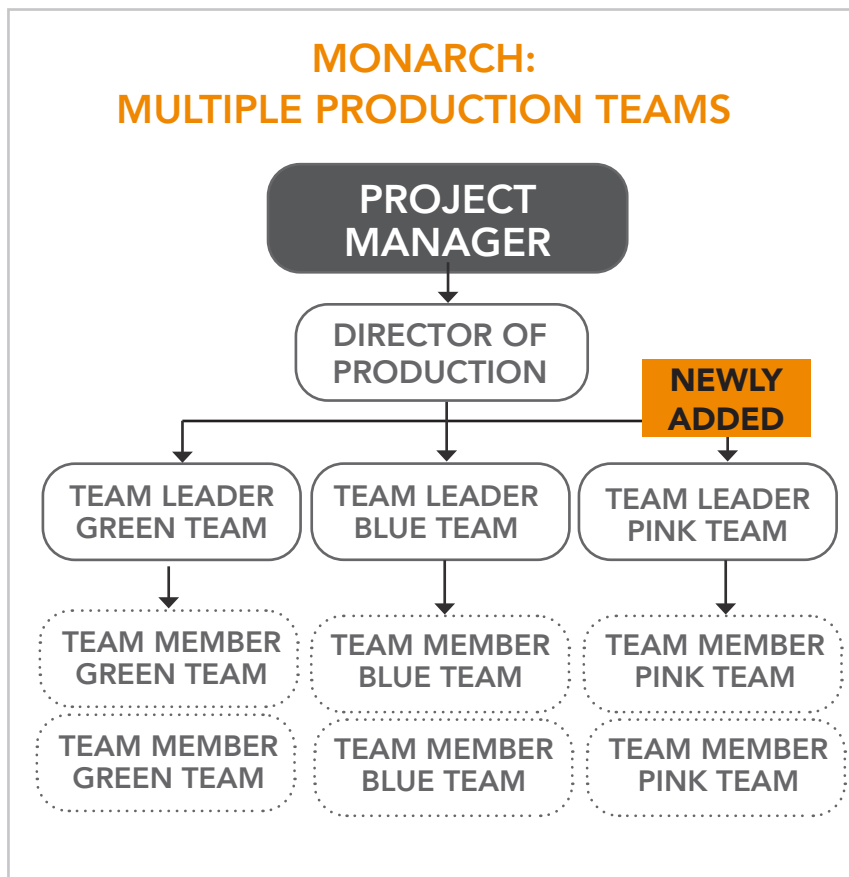 MONARCH:
MULTIPLE PRODUCTION TEAMS
PROJECT
MANAGER
DIRECTOR OF
PRODUCTION
NEWLY
ADDED
TEAM LEADER
GREEN TEAM
TEAM LEADER
BLUE TEAM
TEAM LEADER
PINK TEAM
TEAM MEMBER
GREEN TEAM
TEAM MEMBER
BLUE TEAM
TEAM MEMBER
PINK TEAM
TEAM MEMBER
GREEN TEAM
TEAM MEMBER
BLUE TEAM
TEAM MEMBER
PINK TEAM